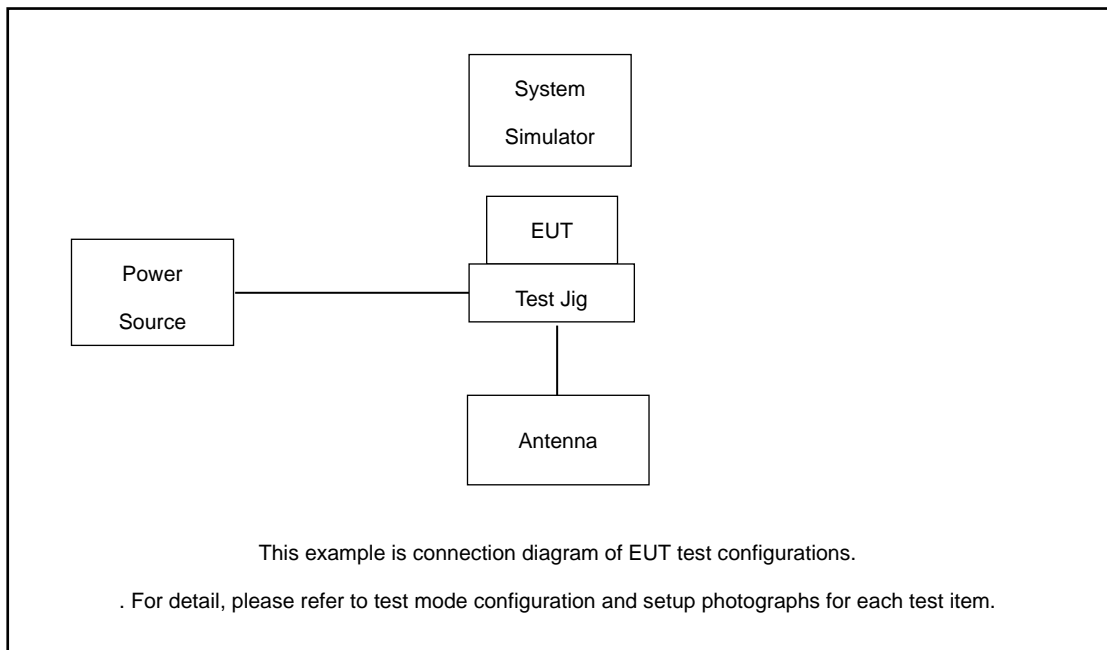 System
Simulator
EUT
Power
Source
Test Jig
Antenna
This example is connection diagram of EUT test configurations.
. For detail, please refer to test mode configuration and setup photographs for each test item.